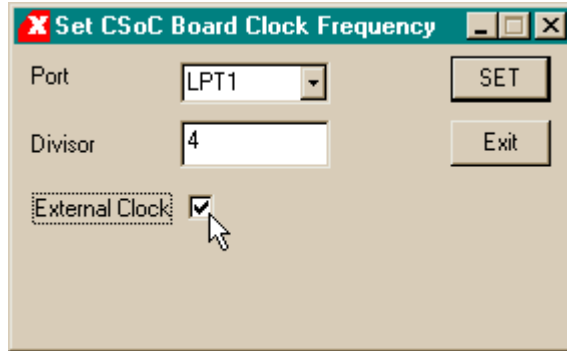 X Set CSoC Board Clock Frequency
Port LPT1 SET
Divisor 4 Exit
External Clock